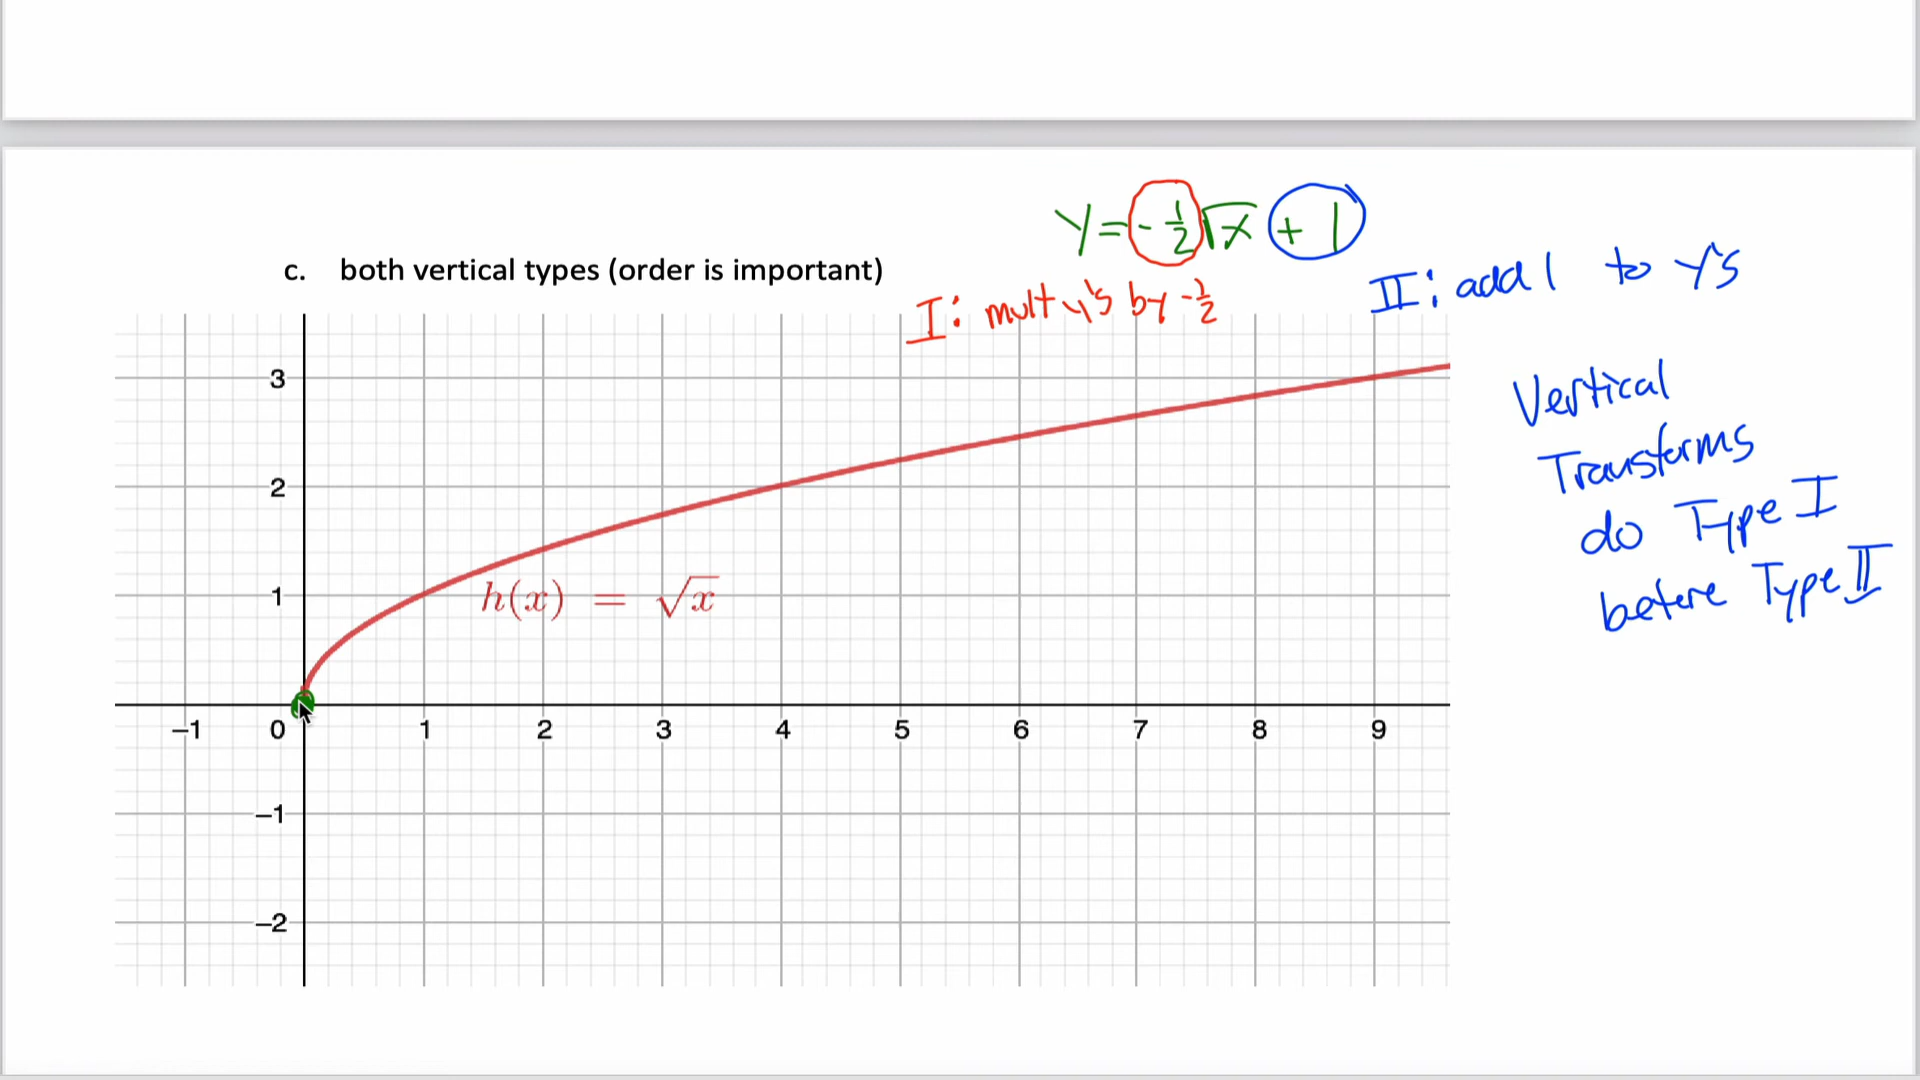 y = -1/2 √x + 1
c. both vertical types (order is important)
I: mult y's by -1/2
II: add 1 to y's
Vertical
Transforms
do Type I
before Type II
3
2
1
h(x) = √x
−1 0 1 2 3 4 5 6 7 8 9
−1
−2